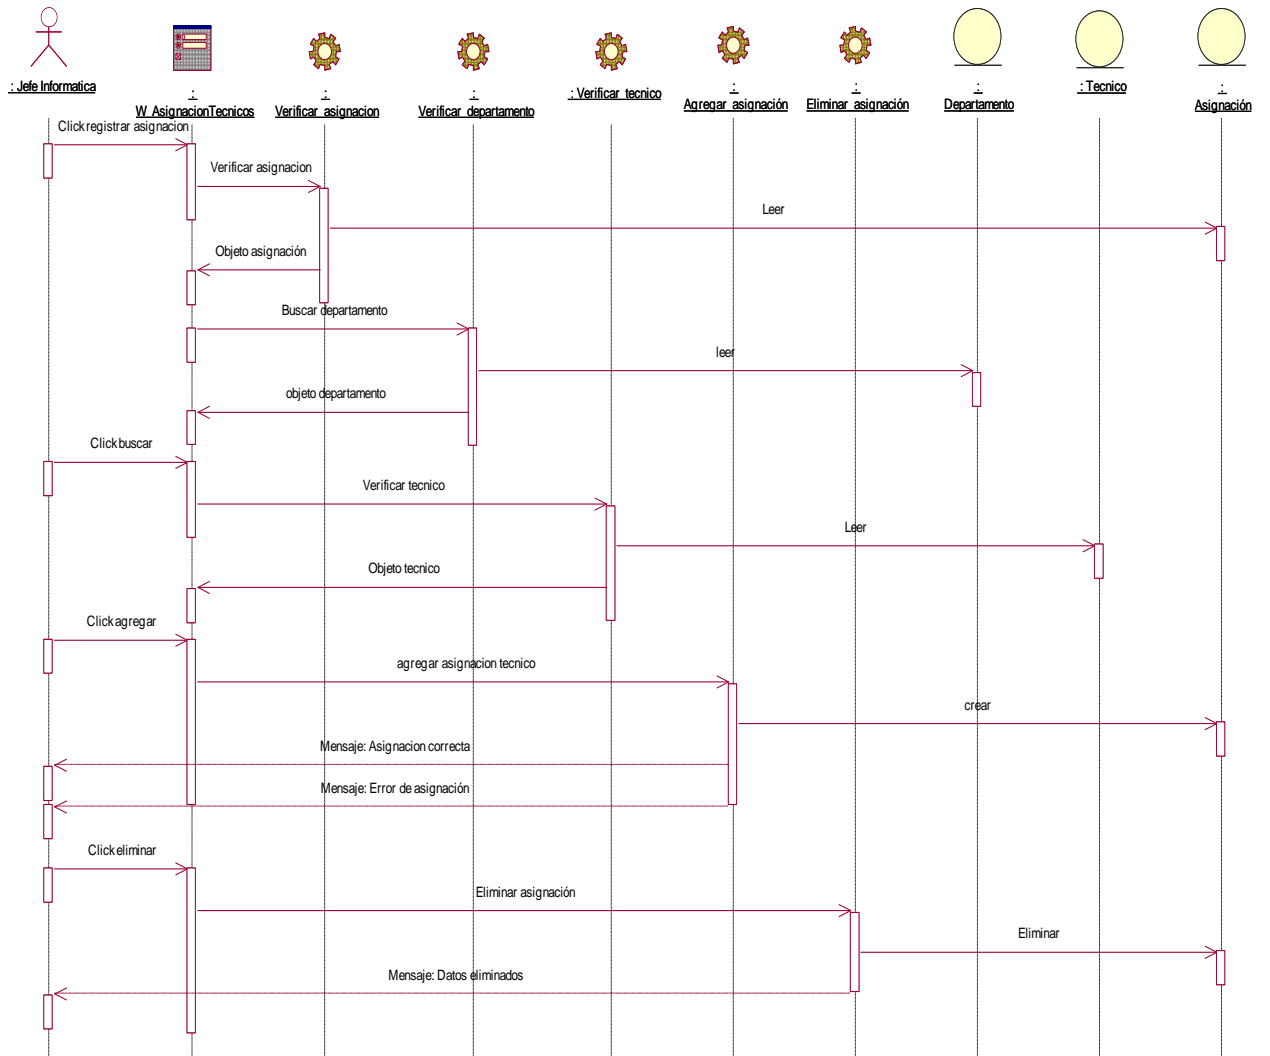 : Jefe Informatica
:
W_AsignacionTecnicos
:
Verificar_asignacion
:
Verificar_departamento
: Verificar_tecnico
:
Agregar_asignación
:
Eliminar_asignación
:
Departamento
: Tecnico
:
Asignación
Click registrar asignacion
Verificar asignacion
Leer
Objeto asignación
Buscar departamento
leer
objeto departamento
Click buscar
Verificar tecnico
Leer
Objeto tecnico
Click agregar
agregar asignacion tecnico
crear
Mensaje: Asignacion correcta
Mensaje: Error de asignación
Click eliminar
Eliminar asignación
Eliminar
Mensaje: Datos eliminados